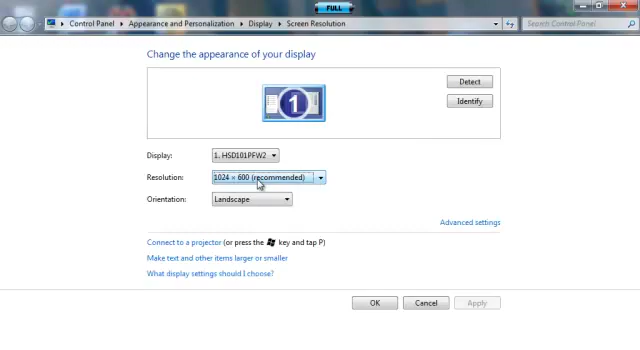 FULL
Control Panel ▸ Appearance and Personalization ▸ Display ▸ Screen Resolution
Search Control Panel
Change the appearance of your display
1
Detect
Identify
Display: 1. HSD101PFW2
Resolution: 1024 × 600 (recommended)
Orientation: Landscape
Advanced settings
Connect to a projector (or press the key and tap P)
Make text and other items larger or smaller
What display settings should I choose?
OK Cancel Apply